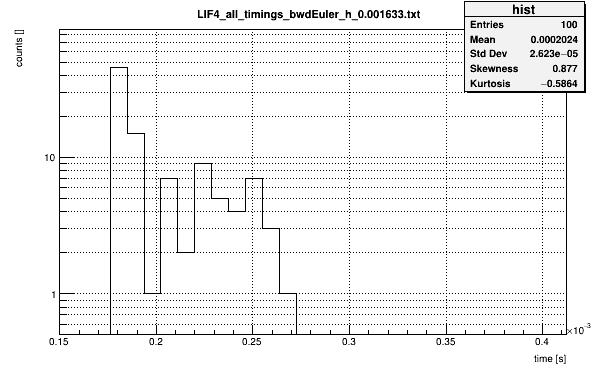 LIF4_all_timings_bwdEuler_h_0.001633.txt
hist
Entries 100
Mean 0.0002024
Std Dev 2.623e−05
Skewness 0.877
Kurtosis −0.5864
counts []
10
1
0.15 0.2 0.25 0.3 0.35 0.4
×10⁻³
time [s]